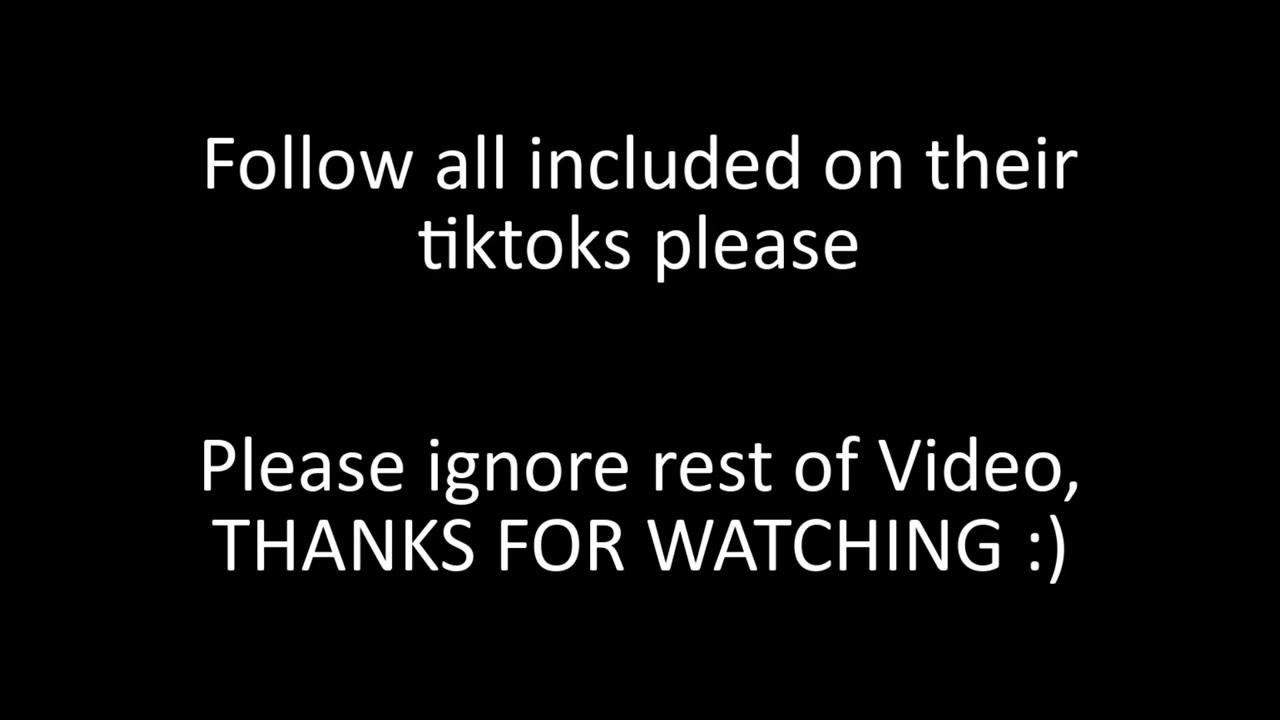 Follow all included on their
tiktoks please
Please ignore rest of Video,
THANKS FOR WATCHING :)